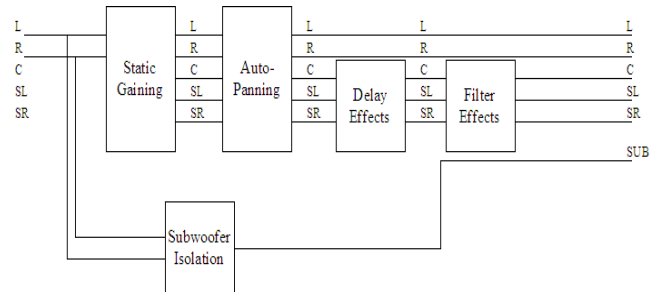 L L L L L
R R R R R
C C C C C
SL SL SL SL SL
SR SR SR SR SR
Static
Gaining
Auto-
Panning
Delay
Effects
Filter
Effects
SUB
Subwoofer
Isolation